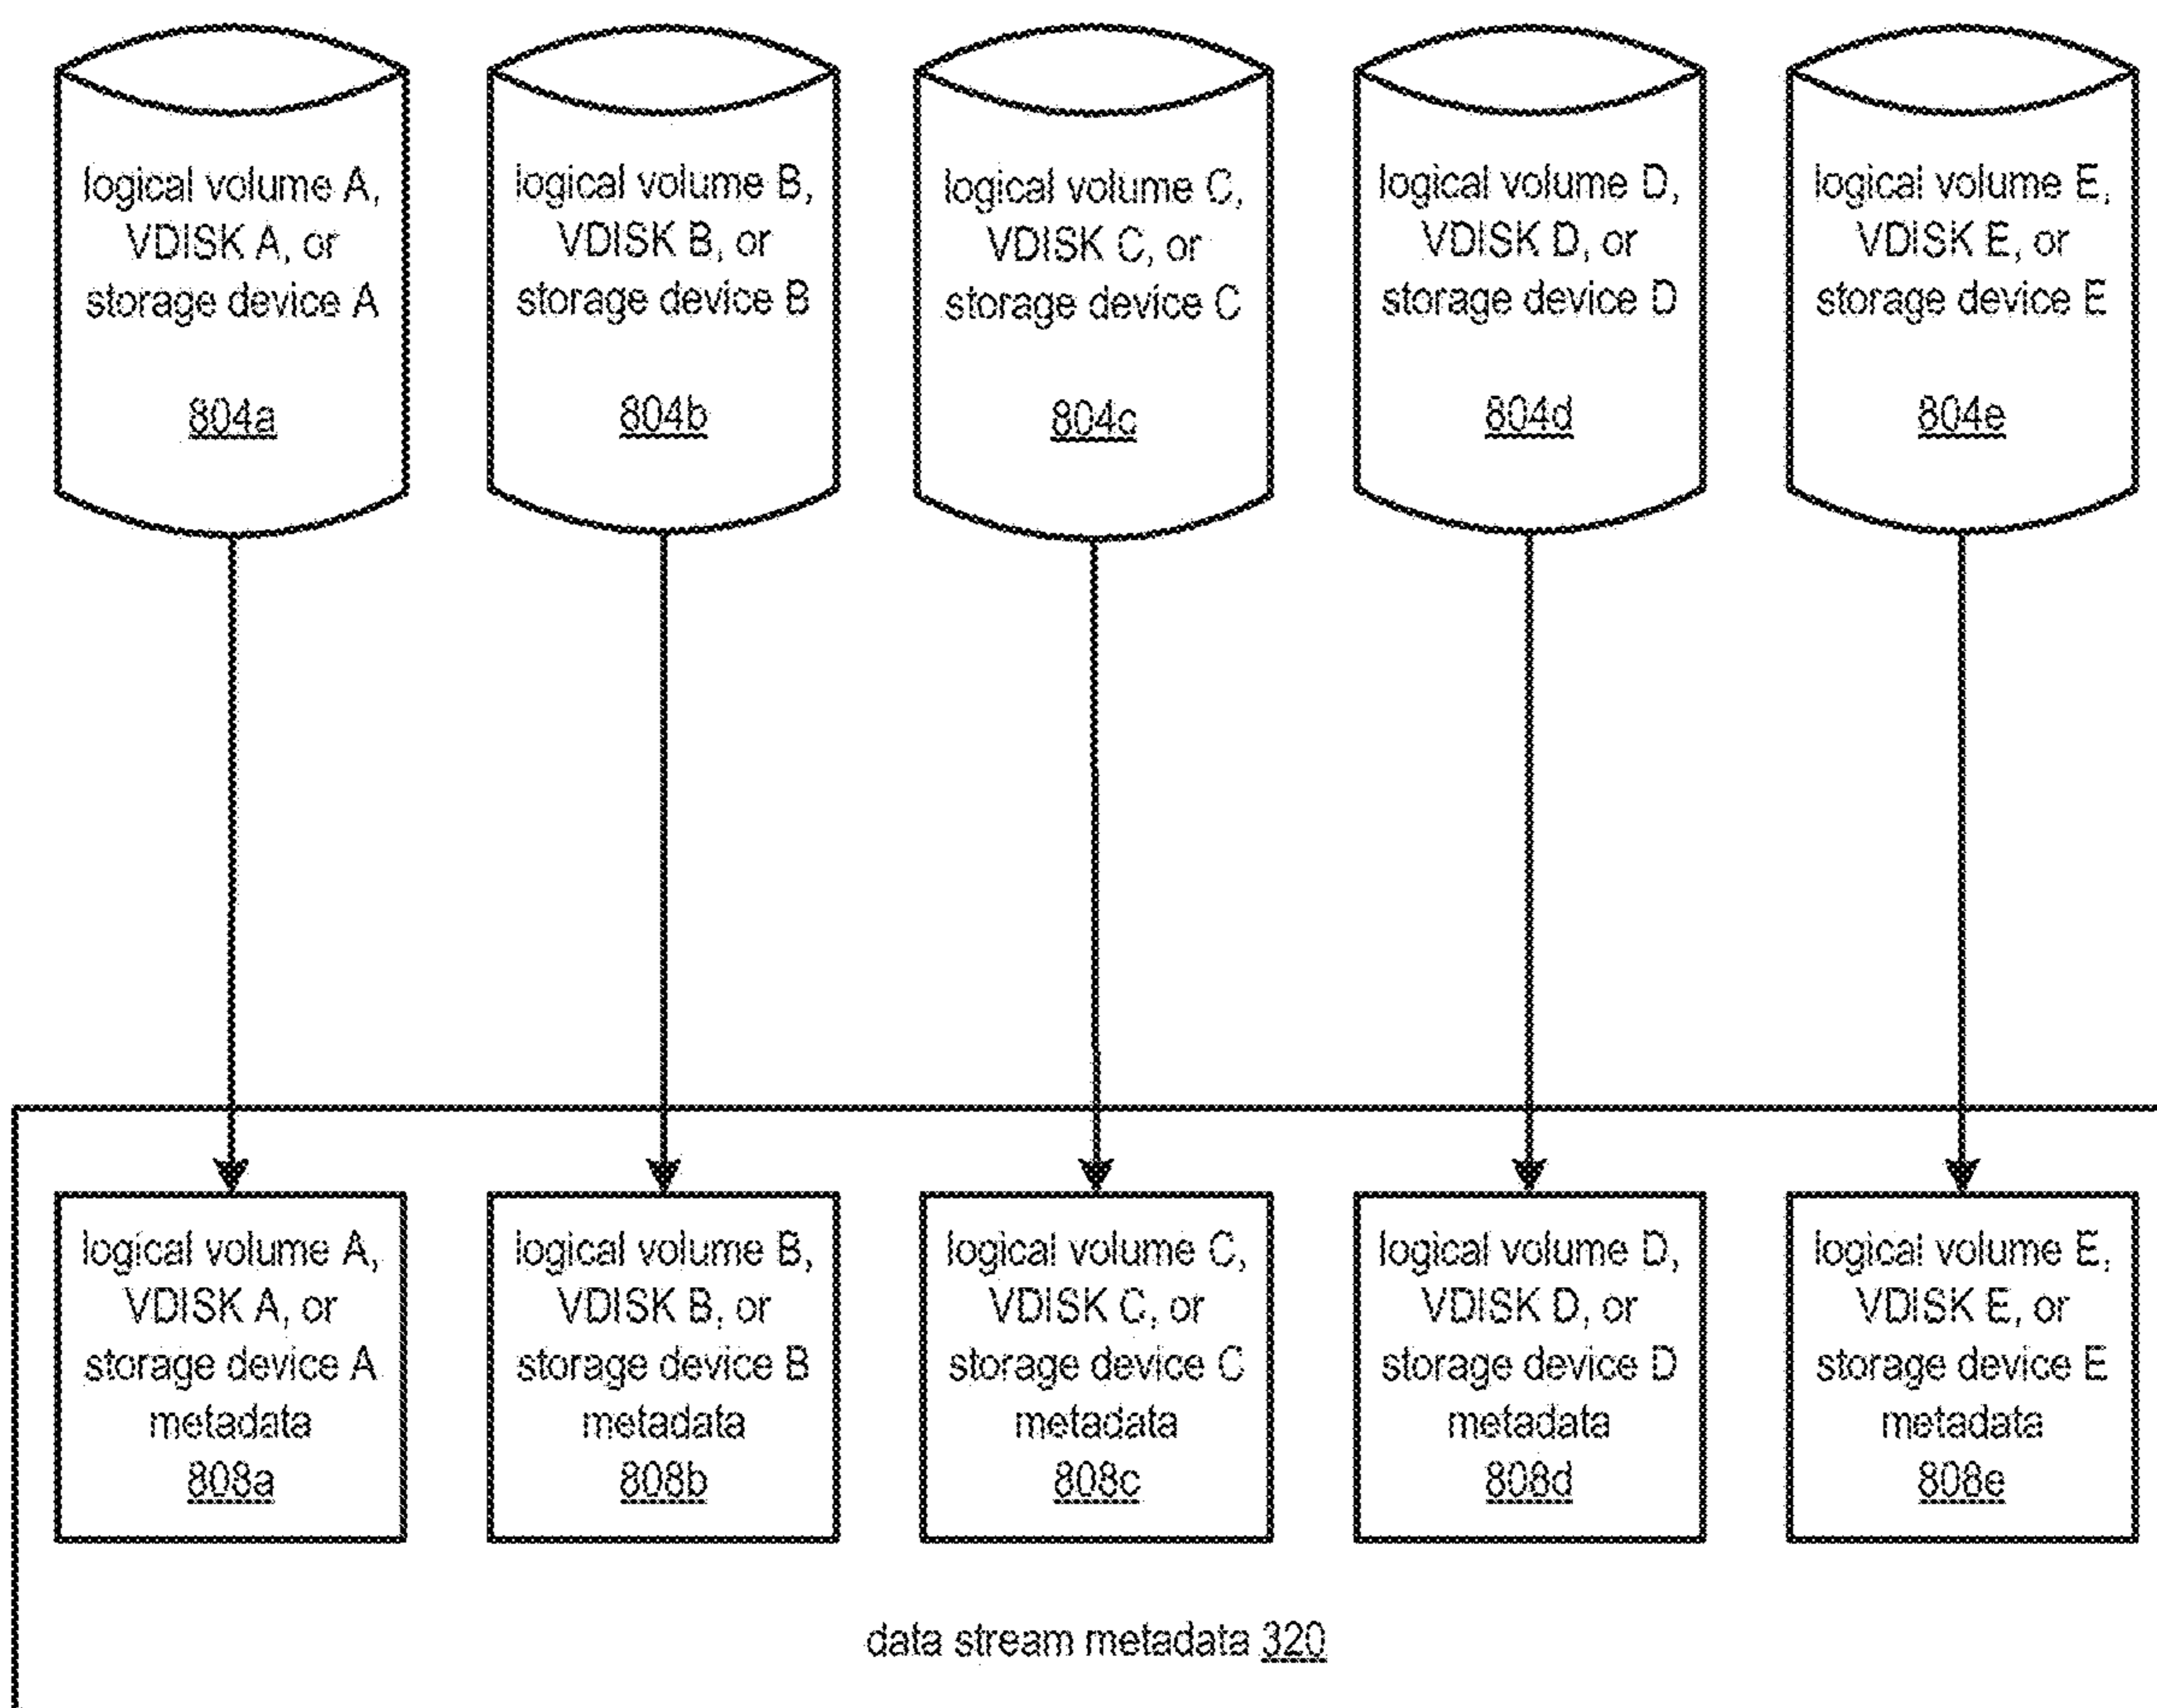 logical volume A,
VDISK A, or
storage device A
804a
logical volume B,
VDISK B, or
storage device B
804b
logical volume C,
VDISK C, or
storage device C
804c
logical volume D,
VDISK D, or
storage device D
804d
logical volume E,
VDISK E, or
storage device E
804e
logical volume A,
VDISK A, or
storage device A
metadata
808a
logical volume B,
VDISK B, or
storage device B
metadata
808b
logical volume C,
VDISK C, or
storage device C
metadata
808c
logical volume D,
VDISK D, or
storage device D
metadata
808d
logical volume E,
VDISK E, or
storage device E
metadata
808e
data stream metadata 320